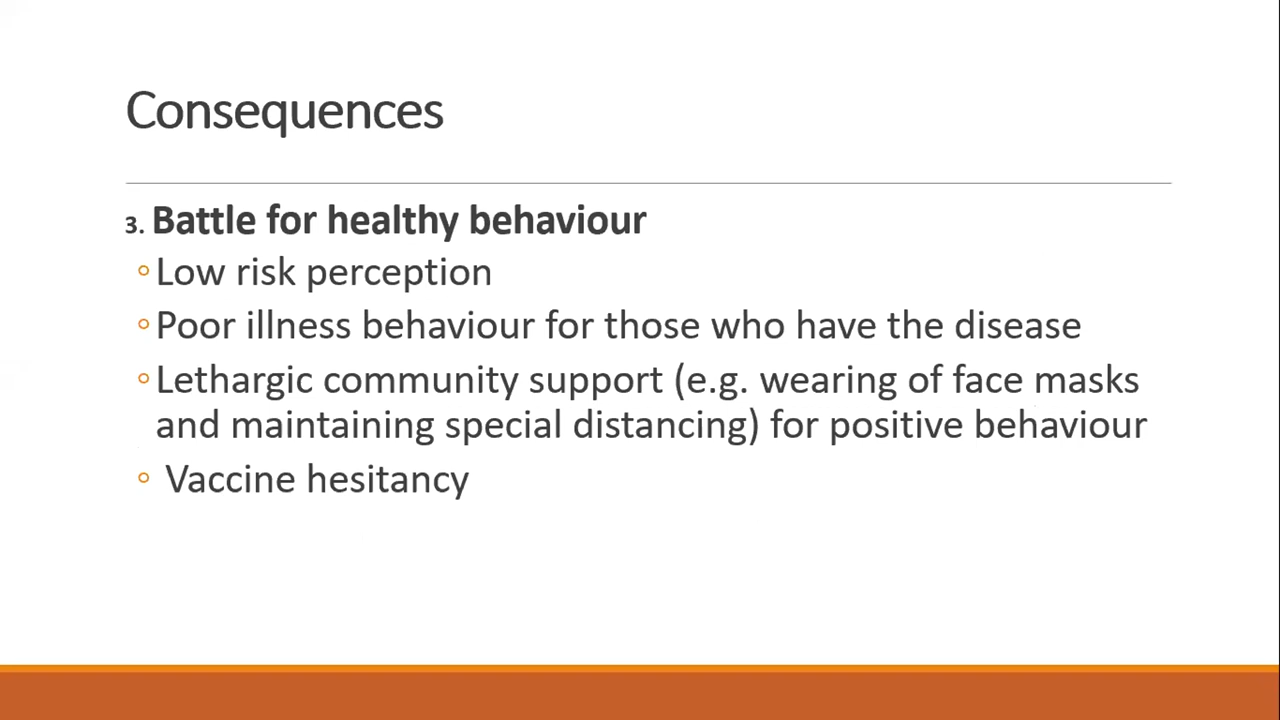 Consequences
3. Battle for healthy behaviour
◦Low risk perception
◦Poor illness behaviour for those who have the disease
◦Lethargic community support (e.g. wearing of face masks
and maintaining special distancing) for positive behaviour
◦ Vaccine hesitancy